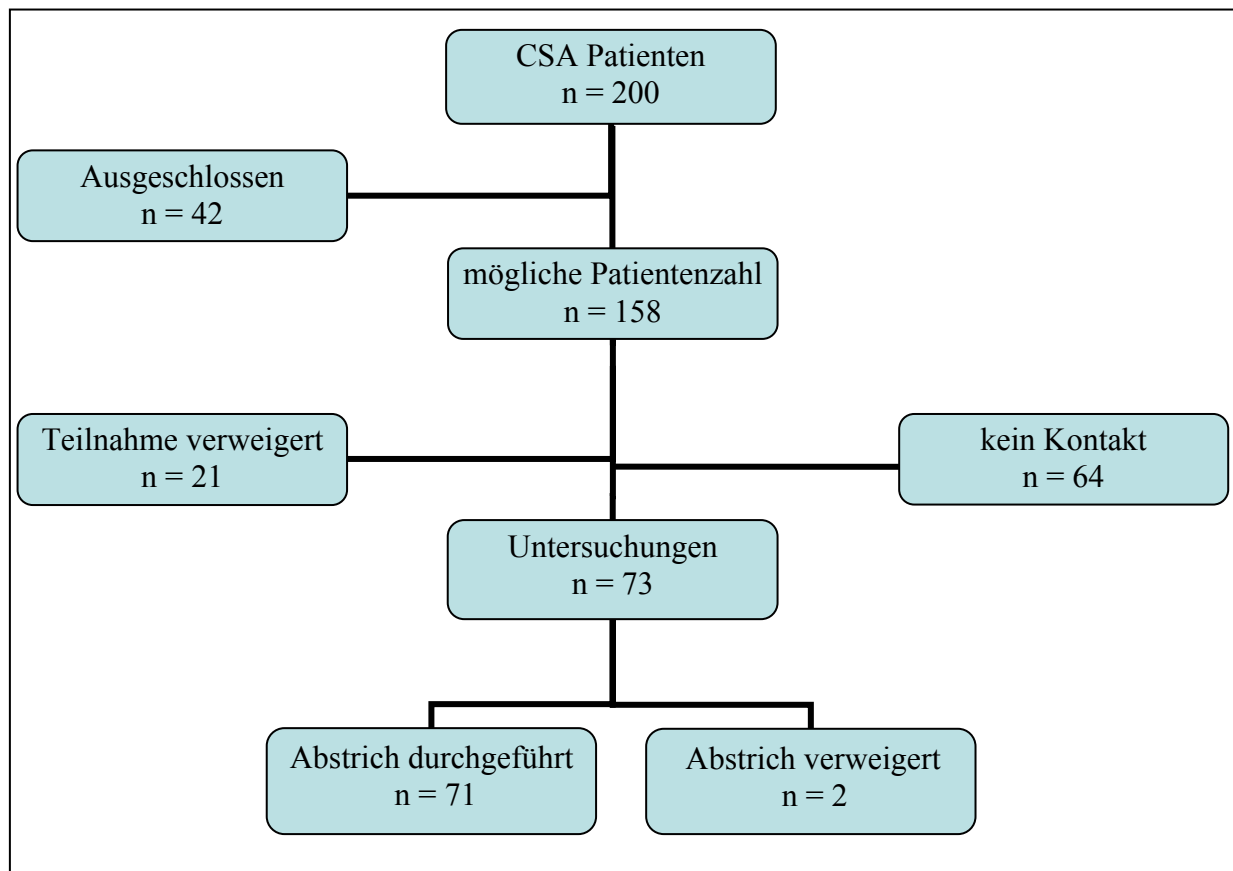 CSA Patienten
n = 200
Ausgeschlossen
n = 42
mögliche Patientenzahl
n = 158
Teilnahme verweigert
n = 21
kein Kontakt
n = 64
Untersuchungen
n = 73
Abstrich durchgeführt
n = 71
Abstrich verweigert
n = 2